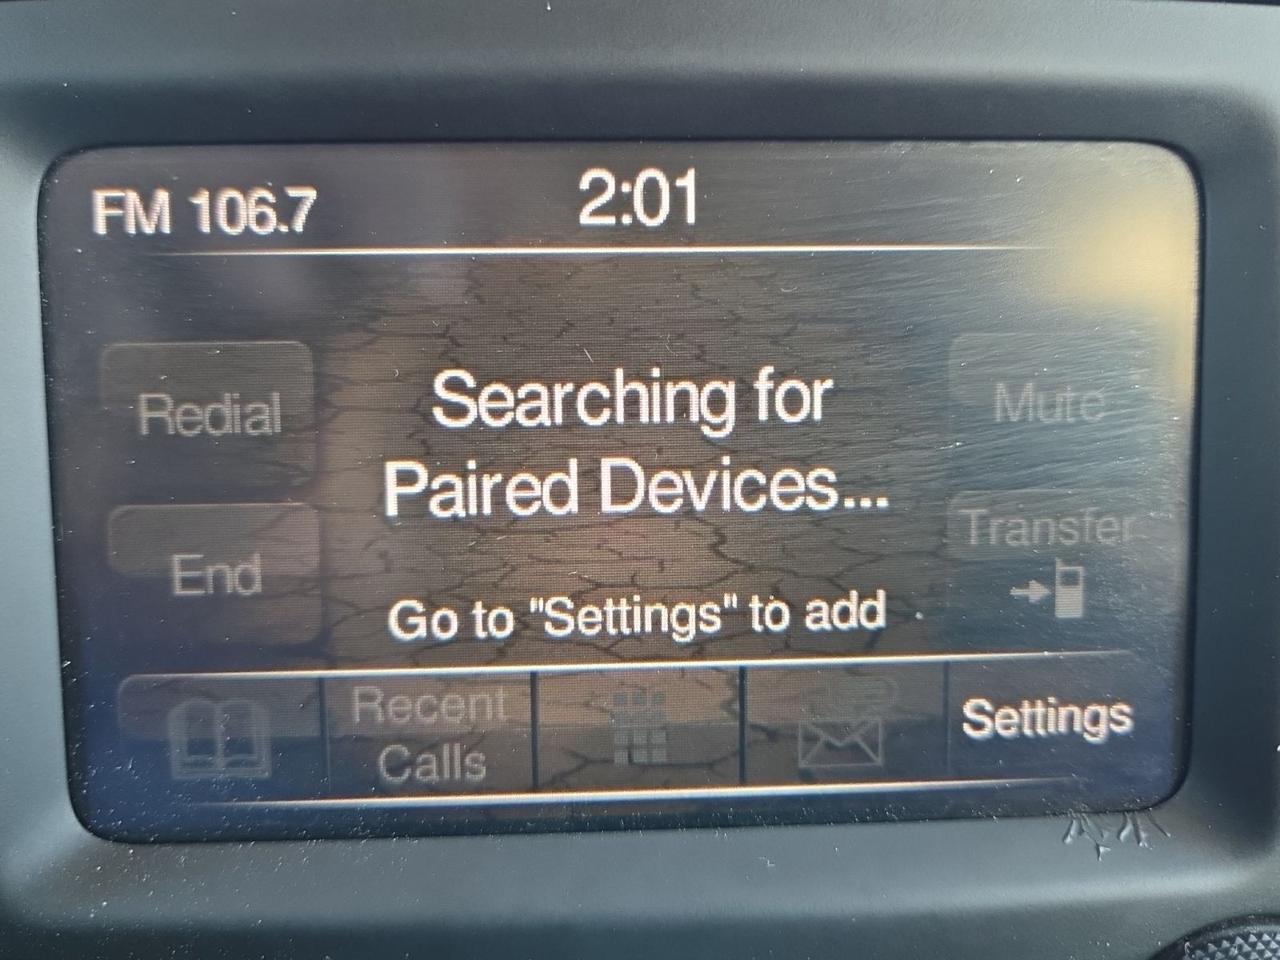 FM 106.7
2:01
Redial
Searching for
Paired Devices...
Mute
End
Transfer
Go to "Settings" to add
Recent
Calls
Settings